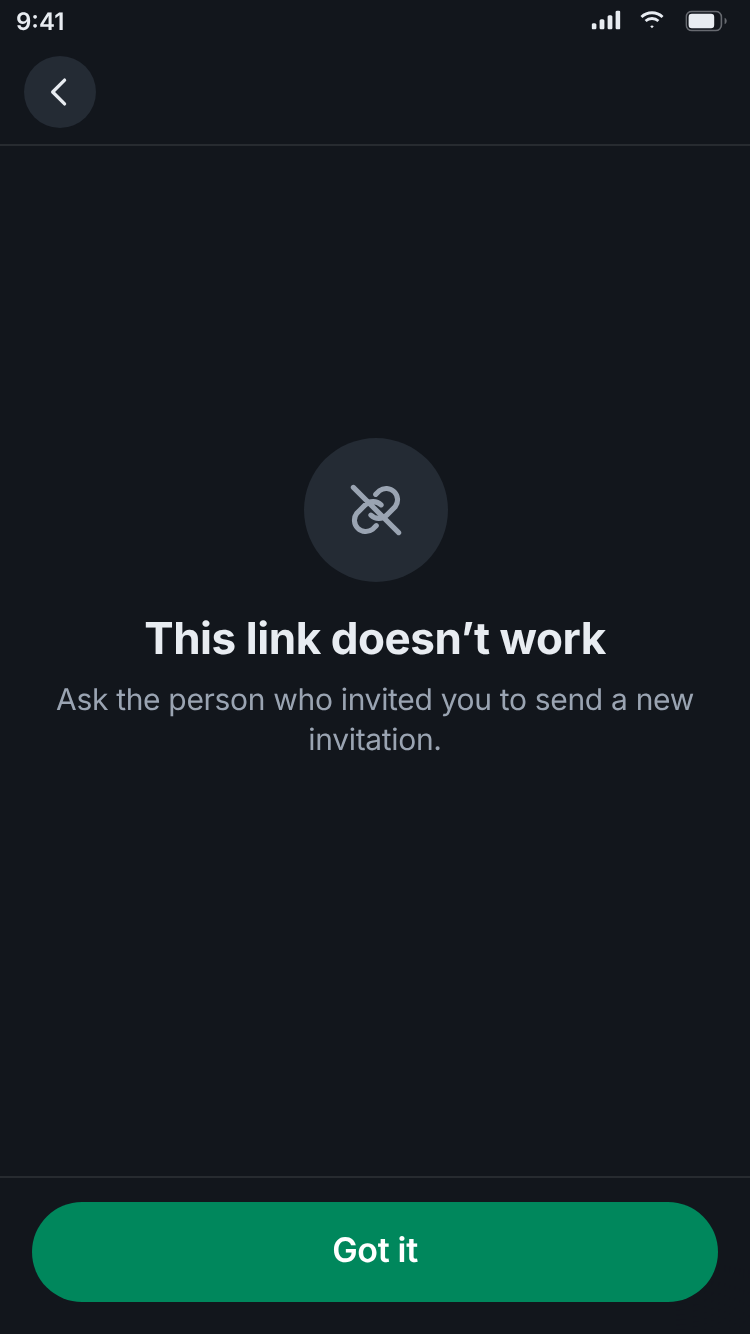 9:41
This link doesn’t work
Ask the person who invited you to send a new
invitation.
Got it